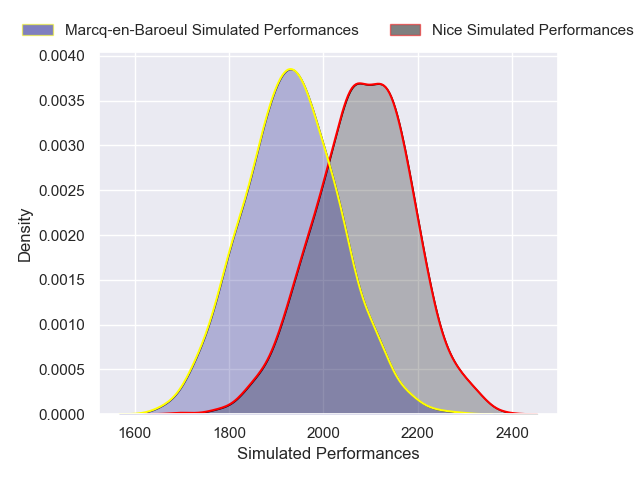 Marcq-en-Baroeul Simulated Performances Nice Simulated Performances
0.0040
0.0035
0.0030
0.0025
0.0020
0.0015
0.0010
0.0005
0.0000
Density
1600 1800 2000 2200 2400
Simulated Performances